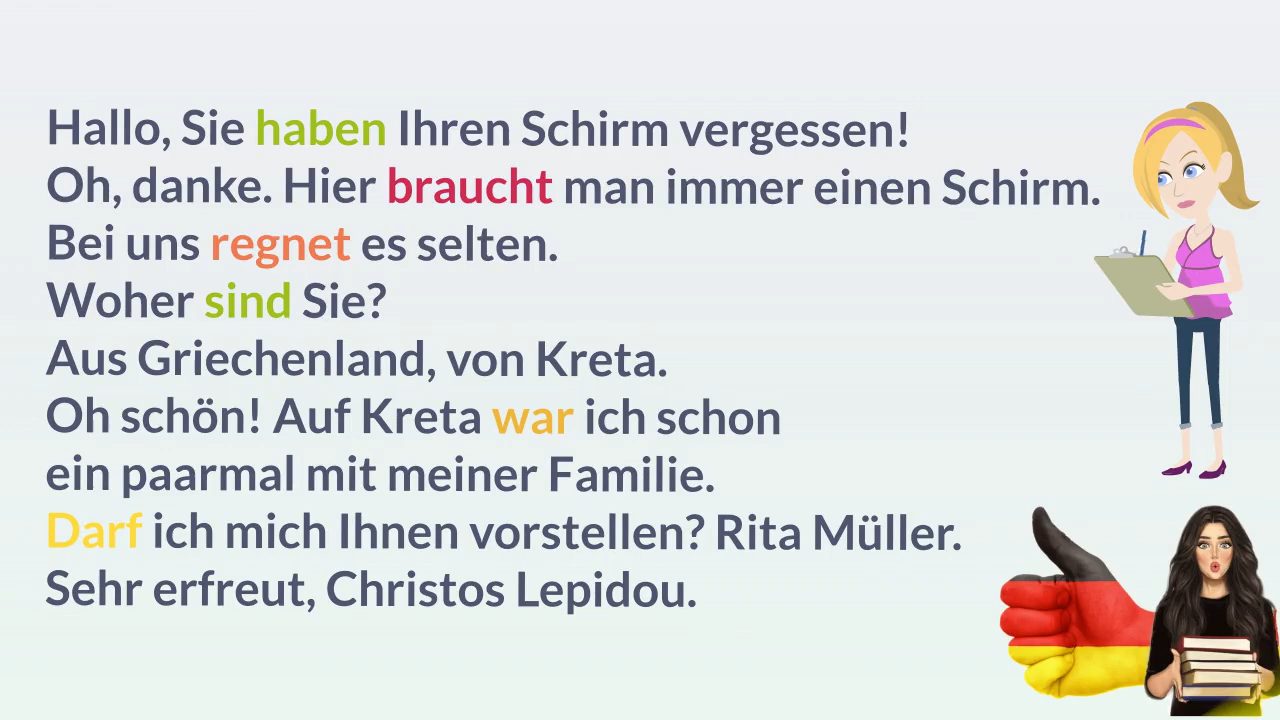 Hallo, Sie haben Ihren Schirm vergessen!
Oh, danke. Hier braucht man immer einen Schirm.
Bei uns regnet es selten.
Woher sind Sie?
Aus Griechenland, von Kreta.
Oh schön! Auf Kreta war ich schon
ein paarmal mit meiner Familie.
Darf ich mich Ihnen vorstellen? Rita Müller.
Sehr erfreut, Christos Lepidou.